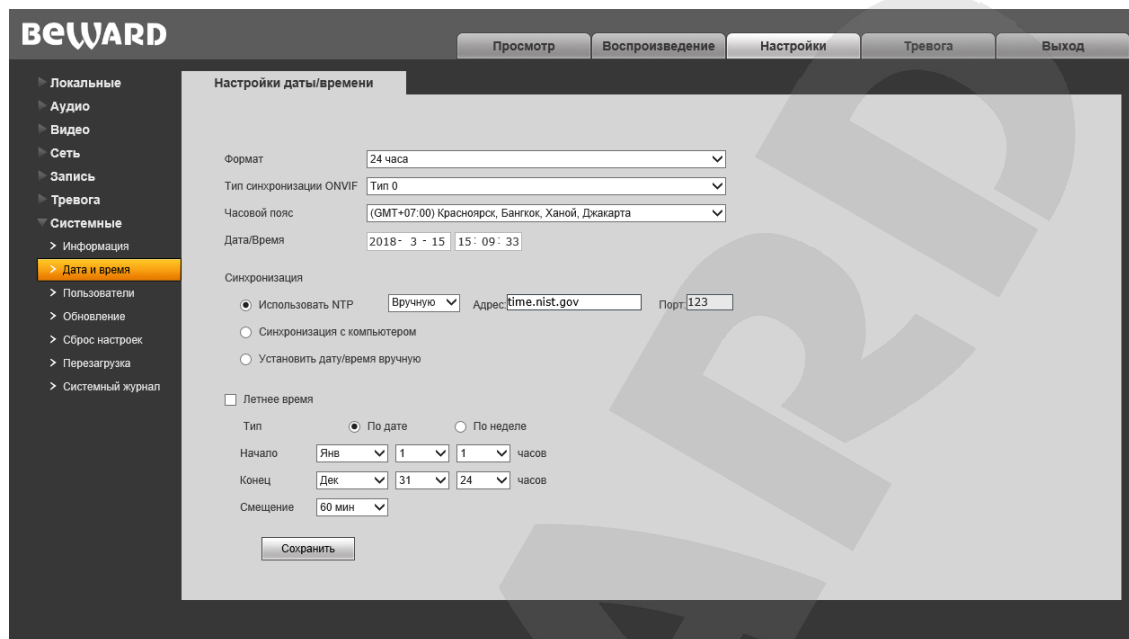 BEWARD
Просмотр Воспроизведение Настройки Тревога Выход
Локальные
Аудио
Видео
Сеть
Запись
Тревога
Системные
Информация
Дата и время
Пользователи
Обновление
Сброс настроек
Перезагрузка
Системный журнал
Настройки даты/времени
Формат 24 часа
Тип синхронизации ONVIF Тип 0
Часовой пояс (GMT+07:00) Красноярск, Бангкок, Ханой, Джакарта
Дата/Время 2018- 3 - 15 15: 09: 33
Синхронизация
Использовать NTP Вручную Адрес: time.nist.gov Порт: 123
Синхронизация с компьютером
Установить дату/время вручную
Летнее время
Тип По дате По неделе
Начало Янв 1 1 часов
Конец Дек 31 24 часов
Смещение 60 мин
Сохранить
ARD